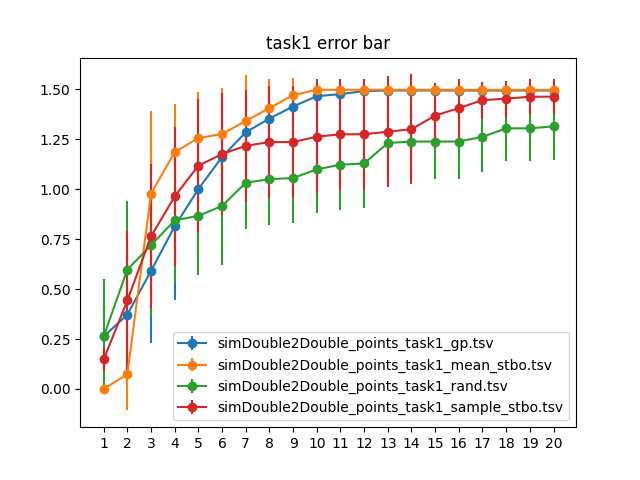 task1 error bar
1.50
1.25
1.00
0.75
0.50
0.25
0.00
simDouble2Double_points_task1_gp.tsv
simDouble2Double_points_task1_mean_stbo.tsv
simDouble2Double_points_task1_rand.tsv
simDouble2Double_points_task1_sample_stbo.tsv
1 2 3 4 5 6 7 8 9 10 11 12 13 14 15 16 17 18 19 20